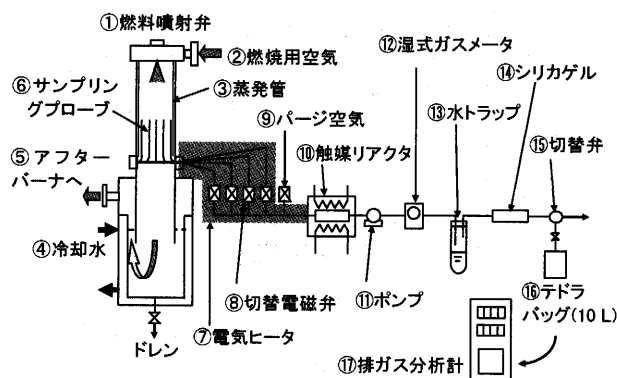 ①燃料噴射弁
②燃焼用空気
③蒸発管
⑥サンプリン
グプローブ
⑤アフター
バーナへ
④冷却水
ドレン
⑨パージ空気
⑩触媒リアクタ
⑧切替電磁弁
⑦電気ヒータ
⑪ポンプ
⑫湿式ガスメータ
⑬水トラップ
⑭シリカゲル
⑮切替弁
⑯テドラ
バッグ(10 L)
⑰排ガス分析計